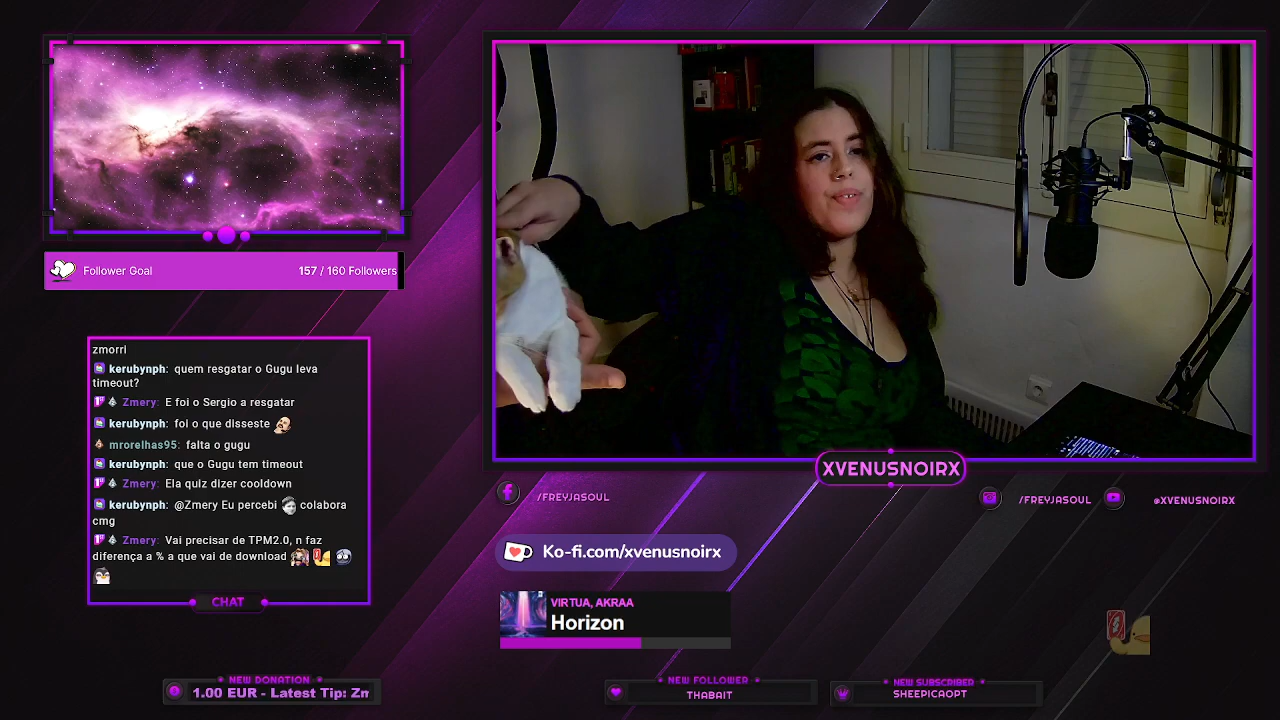 Follower Goal 157 / 160 Followers
zmorrl
kerubynph: quem resgatar o Gugu leva
timeout?
Zmery: E foi o Sergio a resgatar
kerubynph: foi o que disseste
mrorelhas95: falta o gugu
kerubynph: que o Gugu tem timeout
Zmery: Ela quiz dizer cooldown
kerubynph: @Zmery Eu percebi colabora
cmg
Zmery: Vai precisar de TPM2.0, n faz
diferença a % a que vai de download
CHAT
XVENUSNOIRX
/FREYJASOUL
/FREYJASOUL
@XVENUSNOIRX
Ko-fi.com/xvenusnoirx
VIRTUA, AKRAA
Horizon
NEW DONATION
1.00 EUR - Latest Tip: Zm
NEW FOLLOWER
THABAIT
NEW SUBSCRIBER
SHEEPICAOPT